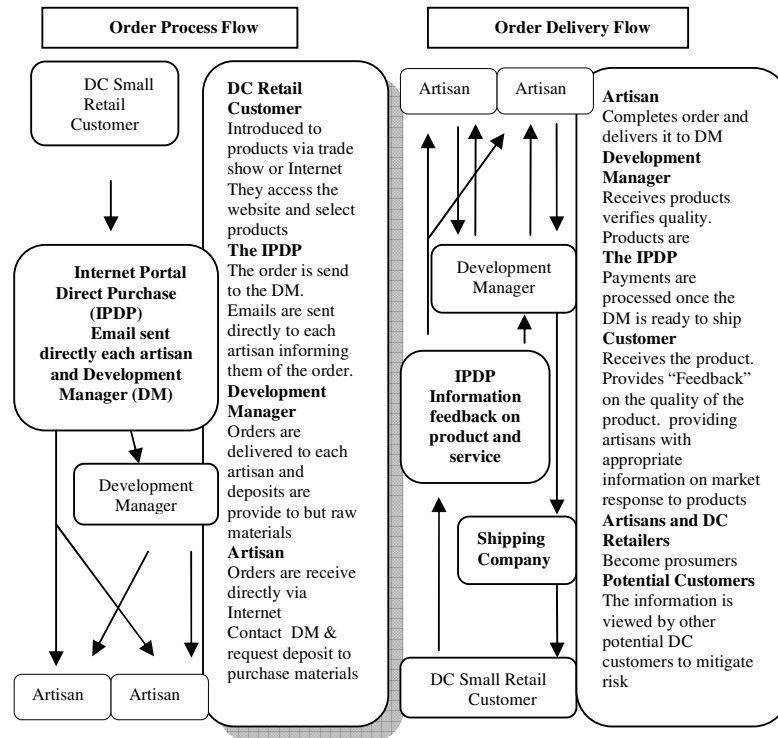 Order Process Flow
DC Small
Retail
Customer
Internet Portal
Direct Purchase
(IPDP)
Email sent
directly each artisan
and Development
Manager (DM)
Development
Manager
Artisan
Artisan
DC Retail
Customer
Introduced to
products via trade
show or Internet
They access the
website and select
products
The IPDP
The order is send
to the DM.
Emails are sent
directly to each
artisan informing
them of the order.
Development
Manager
Orders are
delivered to each
artisan and
deposits are
provide to but raw
materials
Artisan
Orders are receive
directly via
Internet
Contact DM &
request deposit to
purchase materials
Order Delivery Flow
Artisan
Artisan
Development
Manager
IPDP
Information
feedback on
product and
service
Shipping
Company
DC Small Retail
Customer
Artisan
Completes order and
delivers it to DM
Development
Manager
Receives products
verifies quality.
Products are
The IPDP
Payments are
processed once the
DM is ready to ship
Customer
Receives the product.
Provides “Feedback”
on the quality of the
product. providing
artisans with
appropriate
information on market
response to products
Artisans and DC
Retailers
Become prosumers
Potential Customers
The information is
viewed by other
potential DC
customers to mitigate
risk